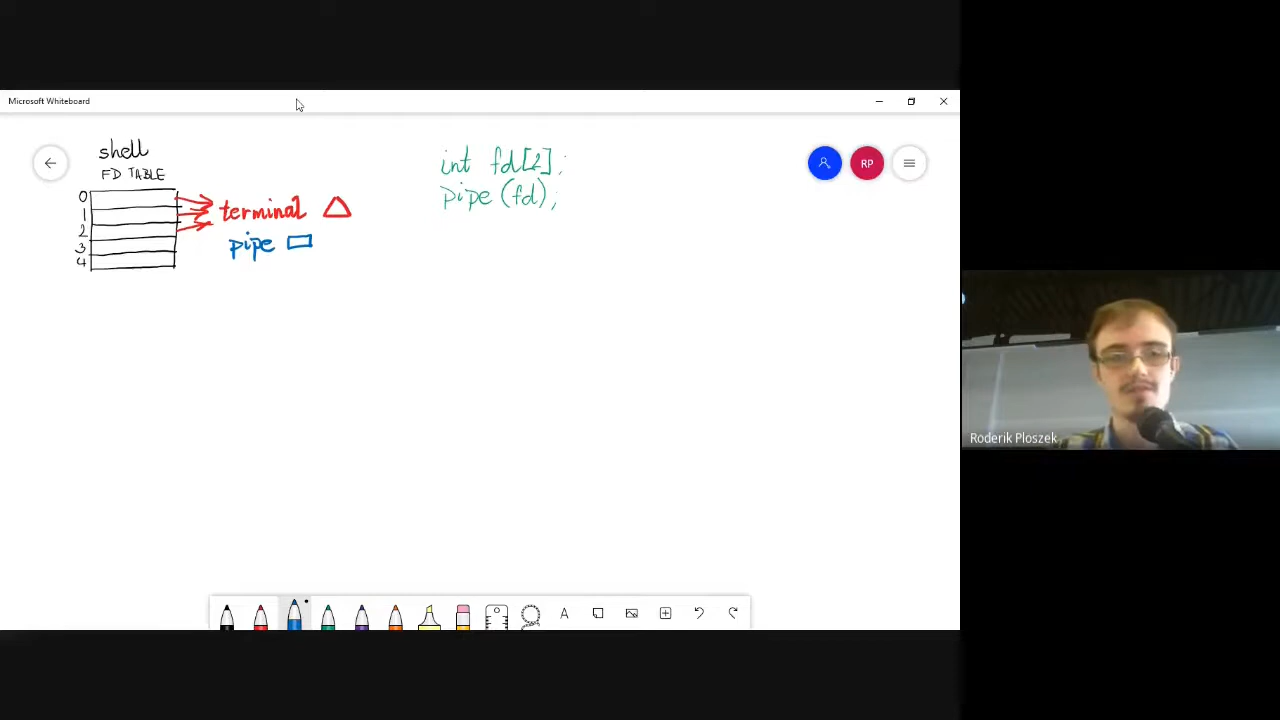 Microsoft Whiteboard
shell
FD TABLE
0
1
2
3
4
terminal
pipe
int fd[2];
pipe(fd);
RP
Roderik Ploszek
A